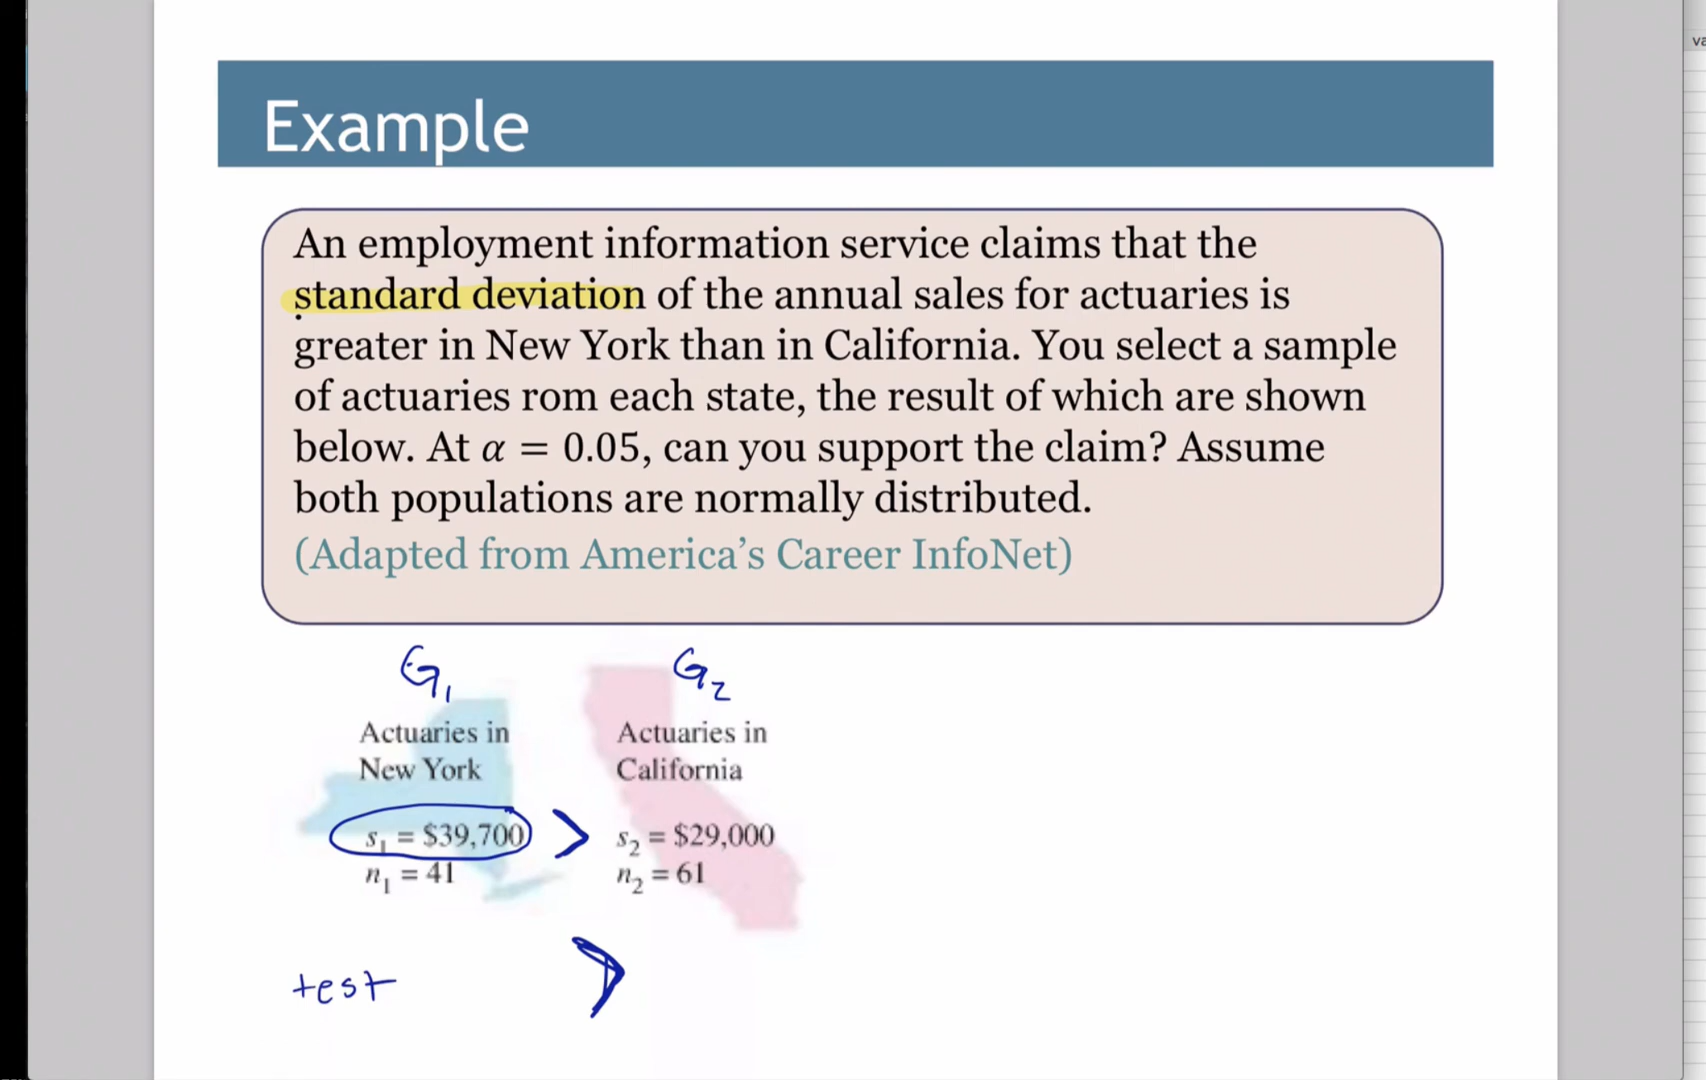 va
Example
An employment information service claims that the
standard deviation of the annual sales for actuaries is
greater in New York than in California. You select a sample
of actuaries rom each state, the result of which are shown
below. At α = 0.05, can you support the claim? Assume
both populations are normally distributed.
(Adapted from America’s Career InfoNet)
G₁ G₂
Actuaries in Actuaries in
New York California
s₁ = $39,700 > s₂ = $29,000
n₁ = 41 n₂ = 61
test >